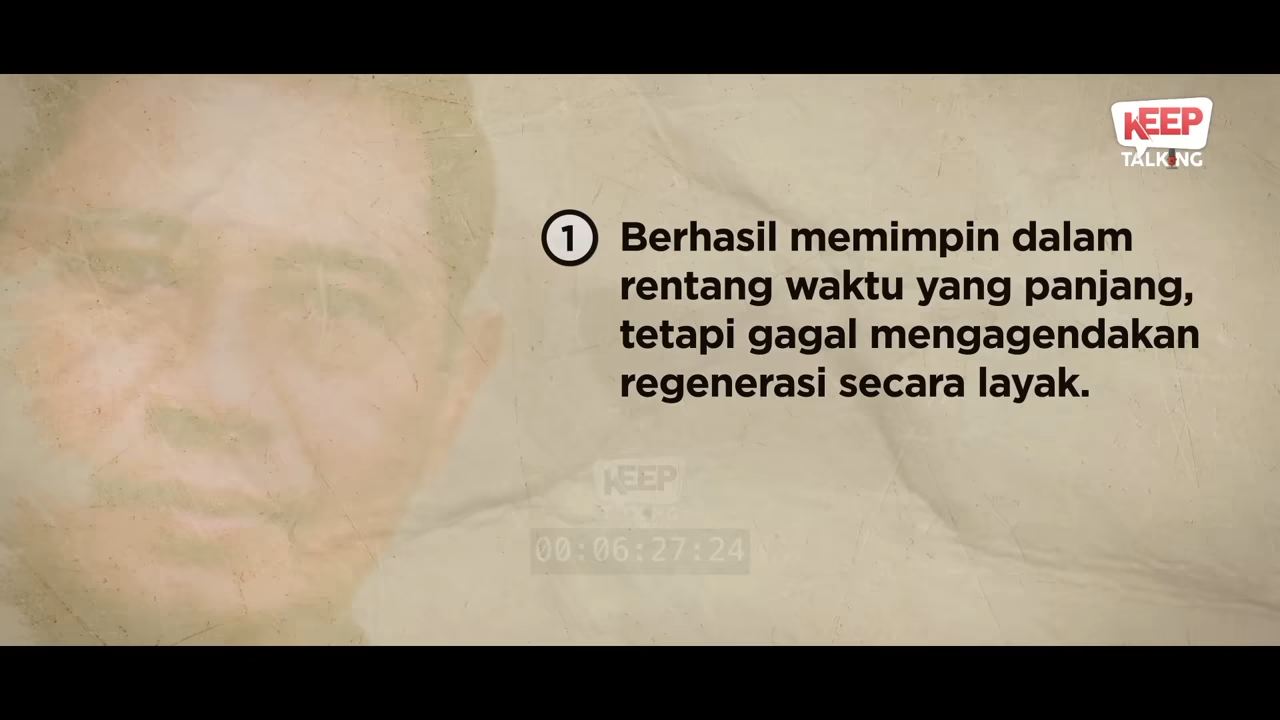 KEEP
TALKING
1
Berhasil memimpin dalam
rentang waktu yang panjang,
tetapi gagal mengagendakan
regenerasi secara layak.
KEEP
TALKING
00:06:27:24